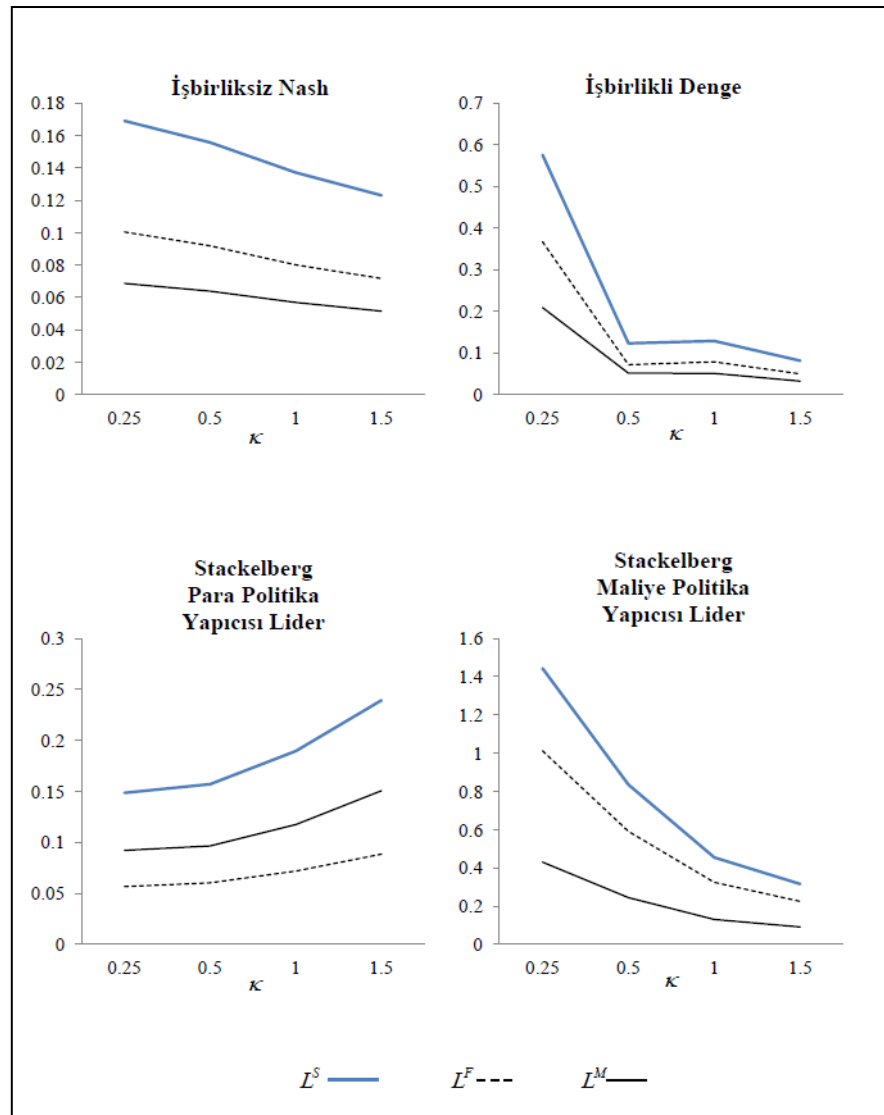 İşbirliksiz Nash
0.18
0.16
0.14
0.12
0.1
0.08
0.06
0.04
0.02
0
0.25 0.5 1 1.5
κ
İşbirlikli Denge
0.7
0.6
0.5
0.4
0.3
0.2
0.1
0
0.25 0.5 1 1.5
κ
Stackelberg
Para Politika
Yapıcısı Lider
0.3
0.25
0.2
0.15
0.1
0.05
0
0.25 0.5 1 1.5
κ
Stackelberg
Maliye Politika
Yapıcısı Lider
1.6
1.4
1.2
1
0.8
0.6
0.4
0.2
0
0.25 0.5 1 1.5
κ
L^S L^F L^M